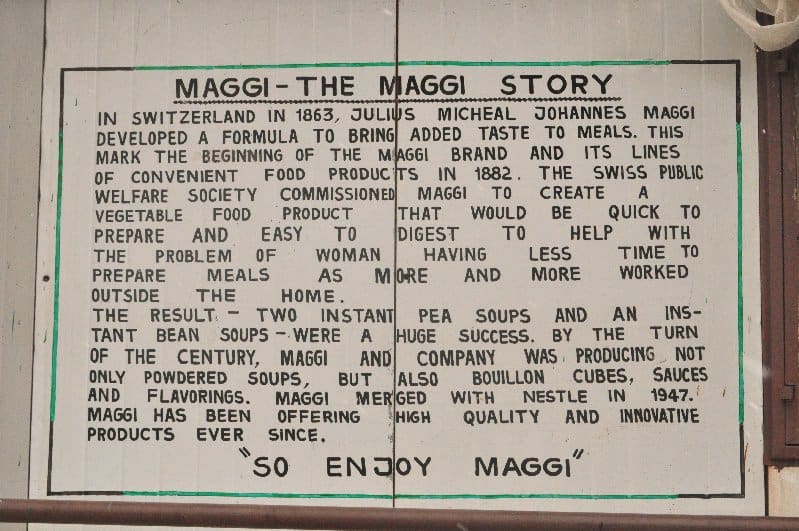 MAGGI - THE MAGGI STORY
IN SWITZERLAND IN 1863, JULIUS MICHEAL JOHANNES MAGGI
DEVELOPED A FORMULA TO BRING ADDED TASTE TO MEALS. THIS
MARK THE BEGINNING OF THE MAGGI BRAND AND ITS LINES
OF CONVENIENT FOOD PRODUCTS IN 1882. THE SWISS PUBLIC
WELFARE SOCIETY COMMISSIONED MAGGI TO CREATE A
VEGETABLE FOOD PRODUCT THAT WOULD BE QUICK TO
PREPARE AND EASY TO DIGEST TO HELP WITH
THE PROBLEM OF WOMAN HAVING LESS TIME TO
PREPARE MEALS AS MORE AND MORE WORKED
OUTSIDE THE HOME.
THE RESULT - TWO INSTANT PEA SOUPS AND AN INS-
TANT BEAN SOUPS - WERE A HUGE SUCCESS. BY THE TURN
OF THE CENTURY, MAGGI AND COMPANY WAS PRODUCING NOT
ONLY POWDERED SOUPS, BUT ALSO BOUILLON CUBES, SAUCES
AND FLAVORINGS. MAGGI MERGED WITH NESTLE IN 1947.
MAGGI HAS BEEN OFFERING HIGH QUALITY AND INNOVATIVE
PRODUCTS EVER SINCE.
"SO ENJOY MAGGI"